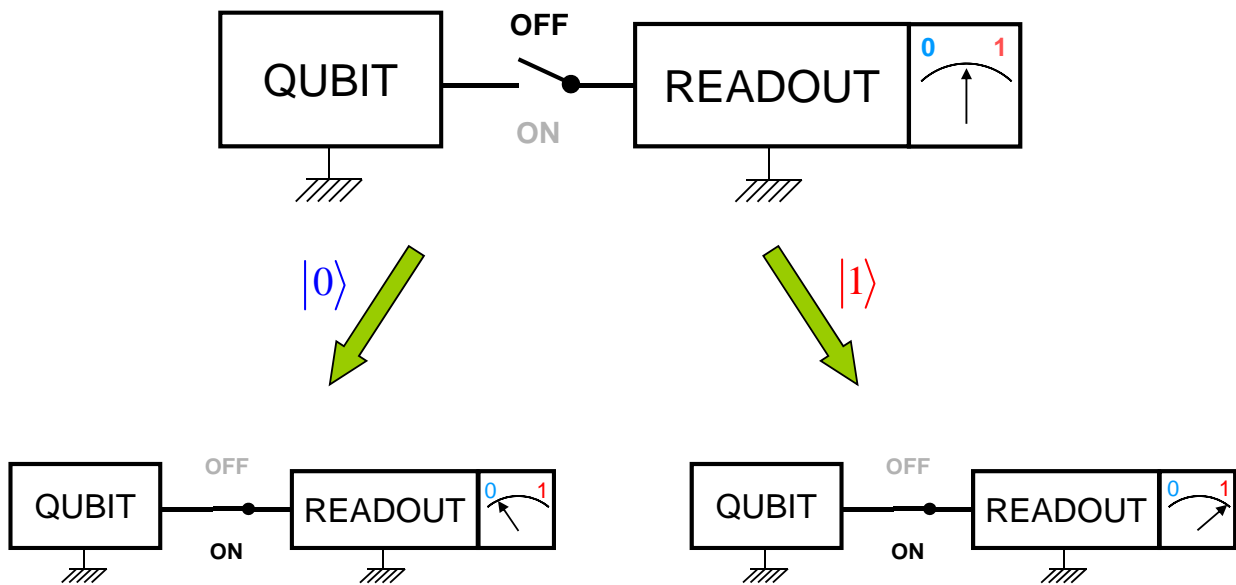 OFF
QUBIT
READOUT
0 1
ON
|0⟩
|1⟩
OFF
QUBIT
READOUT
0 1
ON
OFF
QUBIT
READOUT
0 1
ON